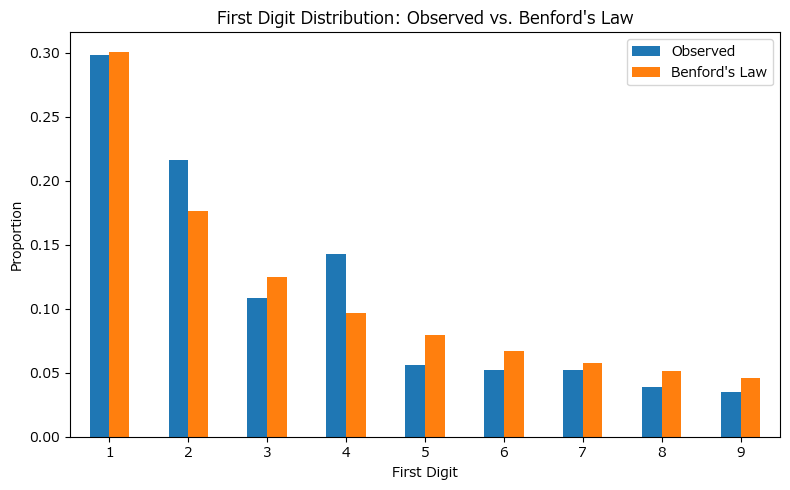 First Digit Distribution: Observed vs. Benford's Law
Observed
Benford's Law
Proportion
0.30
0.25
0.20
0.15
0.10
0.05
0.00
1 2 3 4 5 6 7 8 9
First Digit